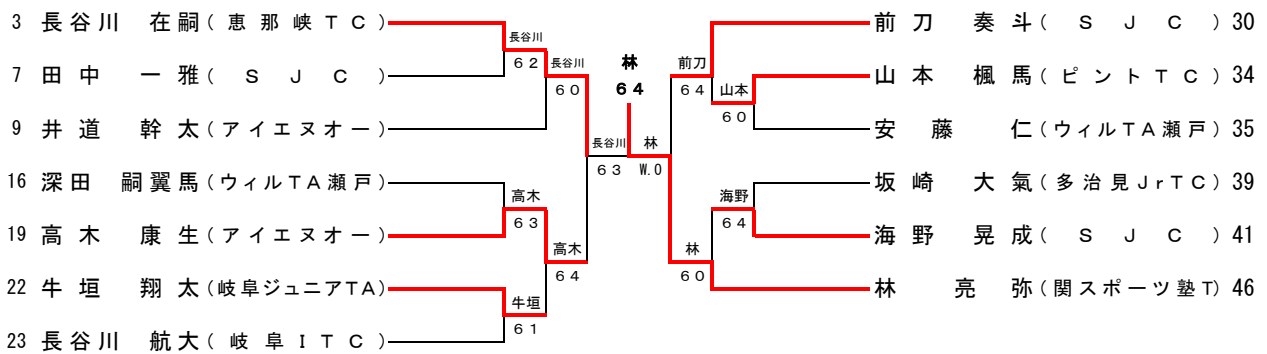 3 長谷川 在嗣(恵那峡TC)
長谷川
62
7 田中 一雅(SJC)
長谷川
60
9 井道 幹太(アイエヌオー)
長谷川
63
16 深田 嗣翼馬(ウィルTA瀬戸)
高木
63
19 高木 康生(アイエヌオー)
高木
64
22 牛垣 翔太(岐阜ジュニアTA)
牛垣
61
23 長谷川 航大(岐阜ITC)
林
64
林
W.O
前刀 奏斗(SJC) 30
前刀
64
山本 楓馬(ピントTC) 34
山本
60
安藤 仁(ウィルTA瀬戸) 35
坂崎 大氣(多治見JrTC) 39
海野
64
海野 晃成(SJC) 41
林
60
林 亮弥(関スポーツ塾T) 46